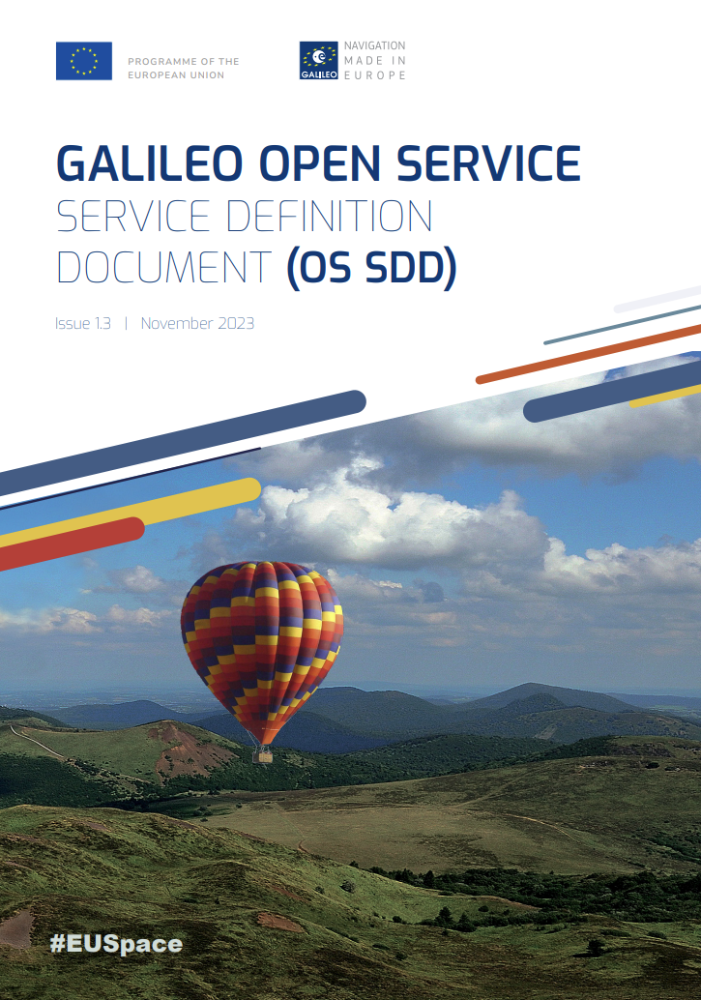 PROGRAMME OF THE
EUROPEAN UNION
GALILEO
NAVIGATION
MADE IN
EUROPE
GALILEO OPEN SERVICE
SERVICE DEFINITION
DOCUMENT (OS SDD)
Issue 1.3 | November 2023
#EUSpace